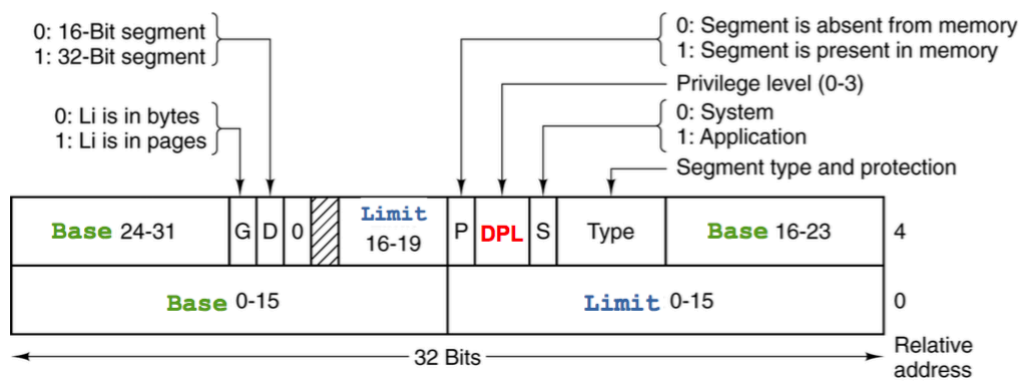 0: 16-Bit segment
1: 32-Bit segment
0: Li is in bytes
1: Li is in pages
0: Segment is absent from memory
1: Segment is present in memory
Privilege level (0-3)
0: System
1: Application
Segment type and protection
Base 24-31 G D 0 Limit 16-19 P DPL S Type Base 16-23 4
Base 0-15 Limit 0-15 0
32 Bits
Relative
address